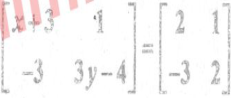 x+3 1 = 2 1
-3 3y-4 -3 2